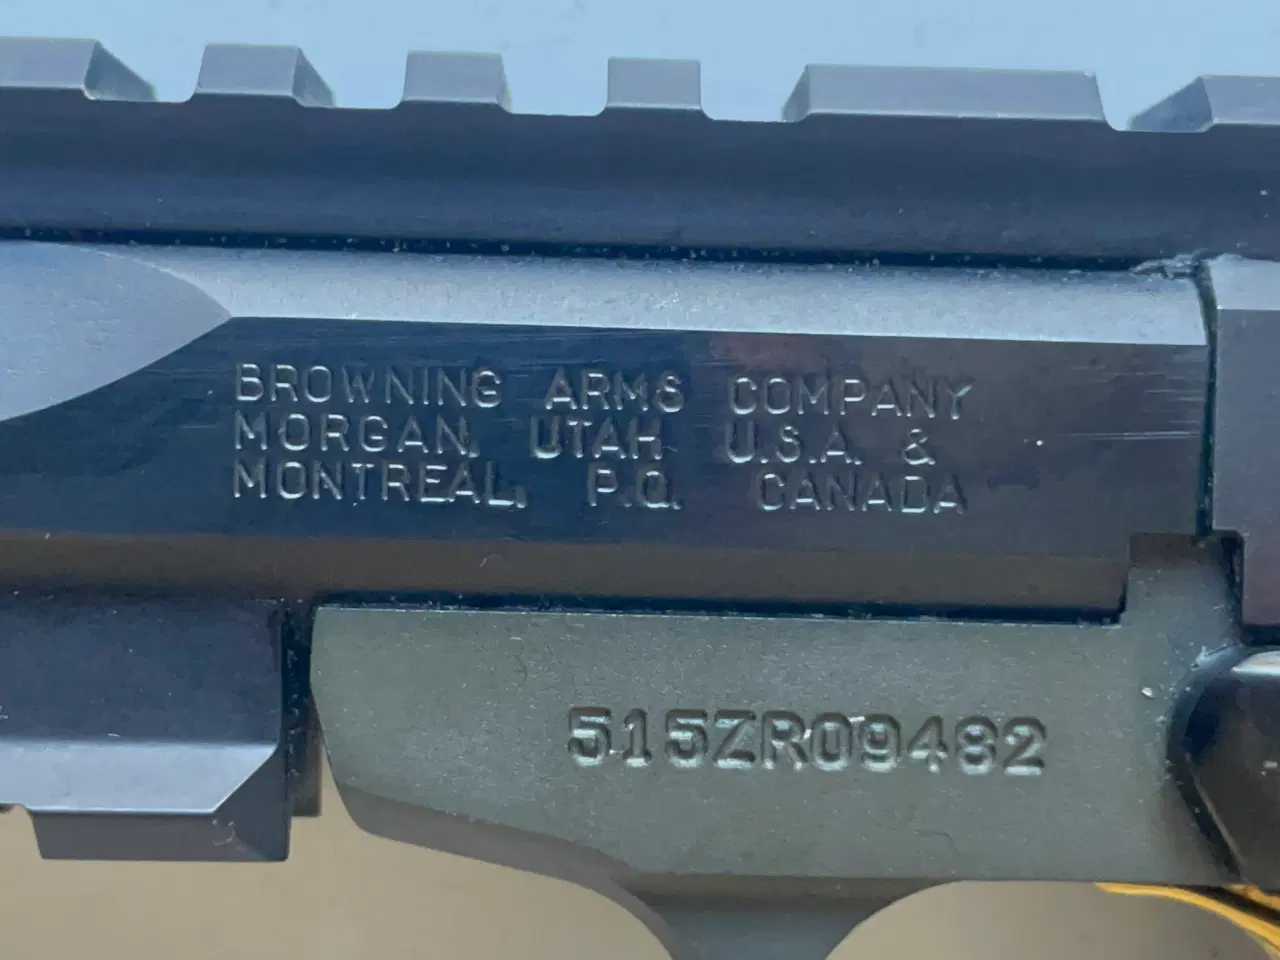 BROWNING ARMS COMPANY
MORGAN, UTAH U.S.A. &
MONTREAL, P.Q. CANADA
515ZR09482